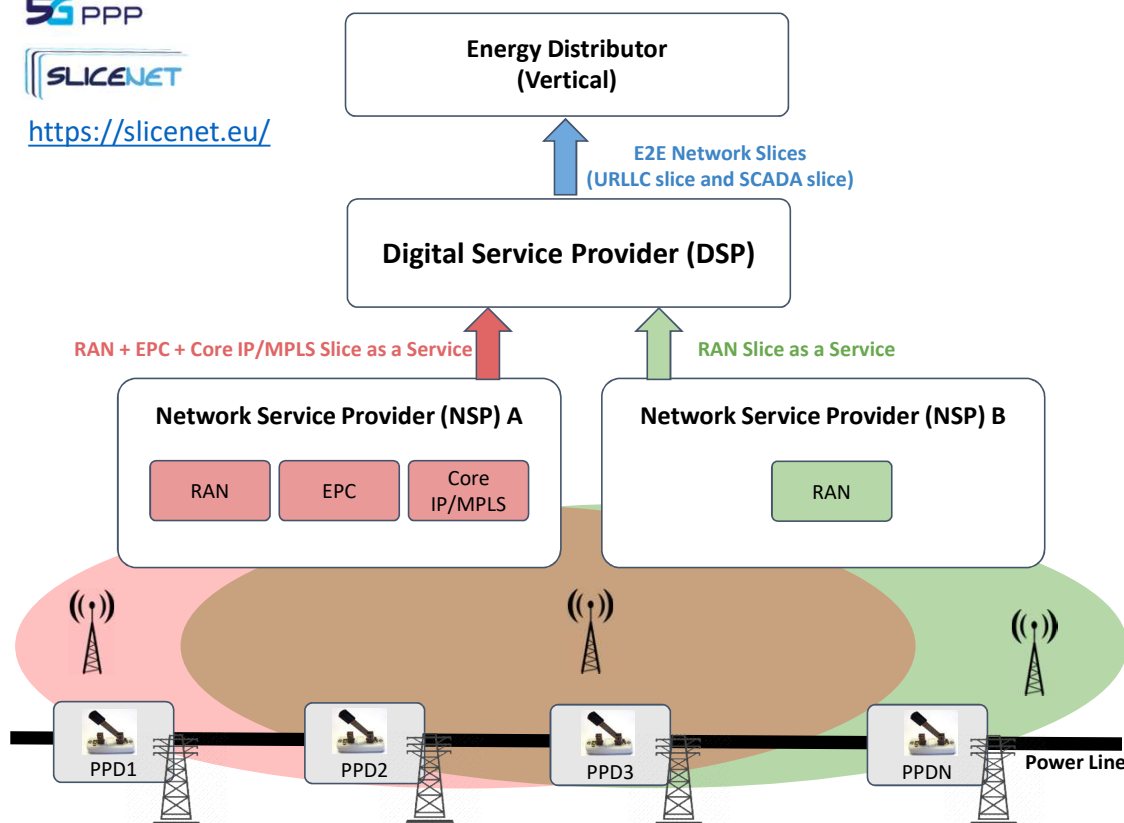 5G PPP
SLICENET
https://slicenet.eu/
Energy Distributor
(Vertical)
E2E Network Slices
(URLLC slice and SCADA slice)
Digital Service Provider (DSP)
RAN + EPC + Core IP/MPLS Slice as a Service
RAN Slice as a Service
Network Service Provider (NSP) A
Network Service Provider (NSP) B
RAN
EPC
Core
IP/MPLS
RAN
PPD1
PPD2
PPD3
PPDN
Power Line